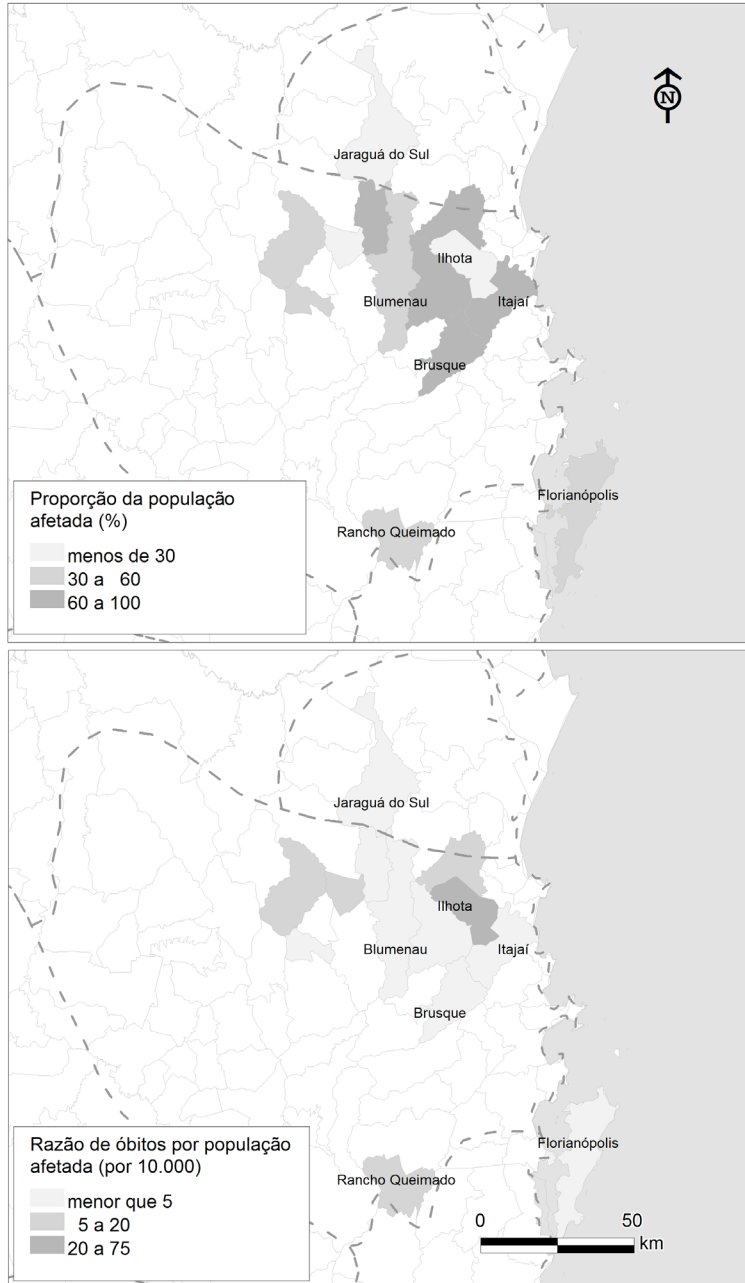 N
Jaraguá do Sul
Ilhota
Blumenau
Itajaí
Brusque
Florianópolis
Rancho Queimado
Proporção da população
afetada (%)
menos de 30
30 a 60
60 a 100
Jaraguá do Sul
Ilhota
Blumenau
Itajaí
Brusque
Florianópolis
Rancho Queimado
Razão de óbitos por população
afetada (por 10.000)
menor que 5
5 a 20
20 a 75
0 50
km